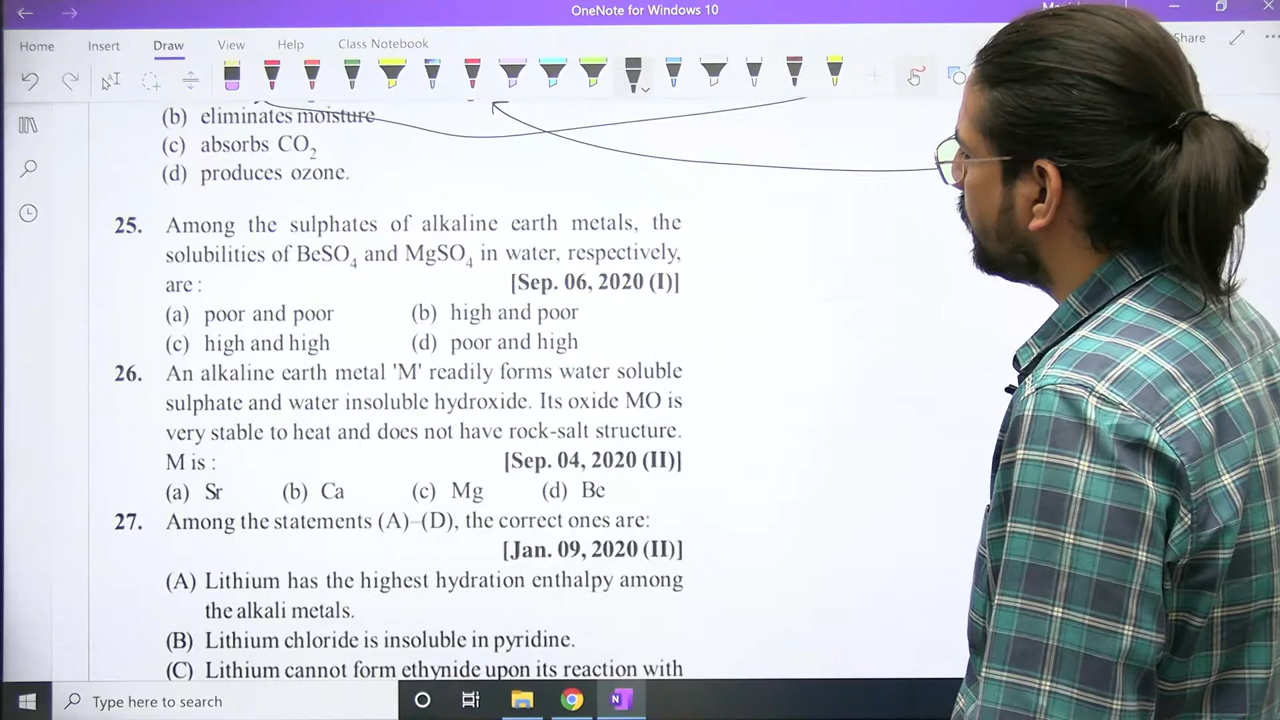 OneNote for Windows 10
Share
Home Insert Draw View Help Class Notebook
(b) eliminates moisture
(c) absorbs CO2
(d) produces ozone.
25. Among the sulphates of alkaline earth metals, the
solubilities of BeSO4 and MgSO4 in water, respectively,
are : [Sep. 06, 2020 (I)]
(a) poor and poor (b) high and poor
(c) high and high (d) poor and high
26. An alkaline earth metal 'M' readily forms water soluble
sulphate and water insoluble hydroxide. Its oxide MO is
very stable to heat and does not have rock-salt structure.
M is : [Sep. 04, 2020 (II)]
(a) Sr (b) Ca (c) Mg (d) Be
27. Among the statements (A)–(D), the correct ones are:
[Jan. 09, 2020 (II)]
(A) Lithium has the highest hydration enthalpy among
the alkali metals.
(B) Lithium chloride is insoluble in pyridine.
(C) Lithium cannot form ethynide upon its reaction with
Type here to search